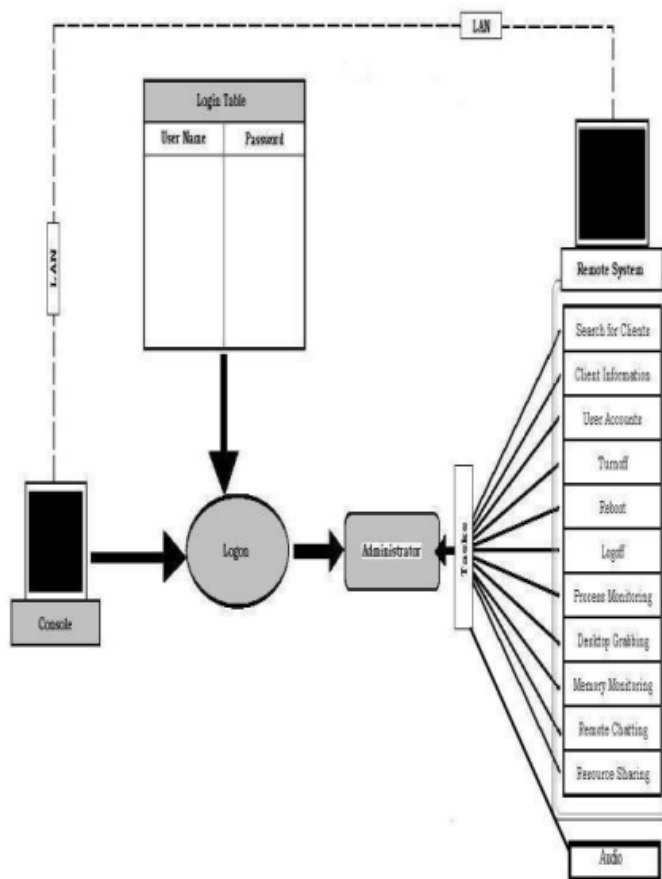 LAN
Login Table
User Name Password
LAN
Remote System
Search for Clients
Client Information
User Accounts
Turnoff
Reboot
Logoff
Process Monitoring
Desktop Grabbing
Memory Monitoring
Remote Chatting
Resource Sharing
Audio
Tasks
Logon
Administrator
Console